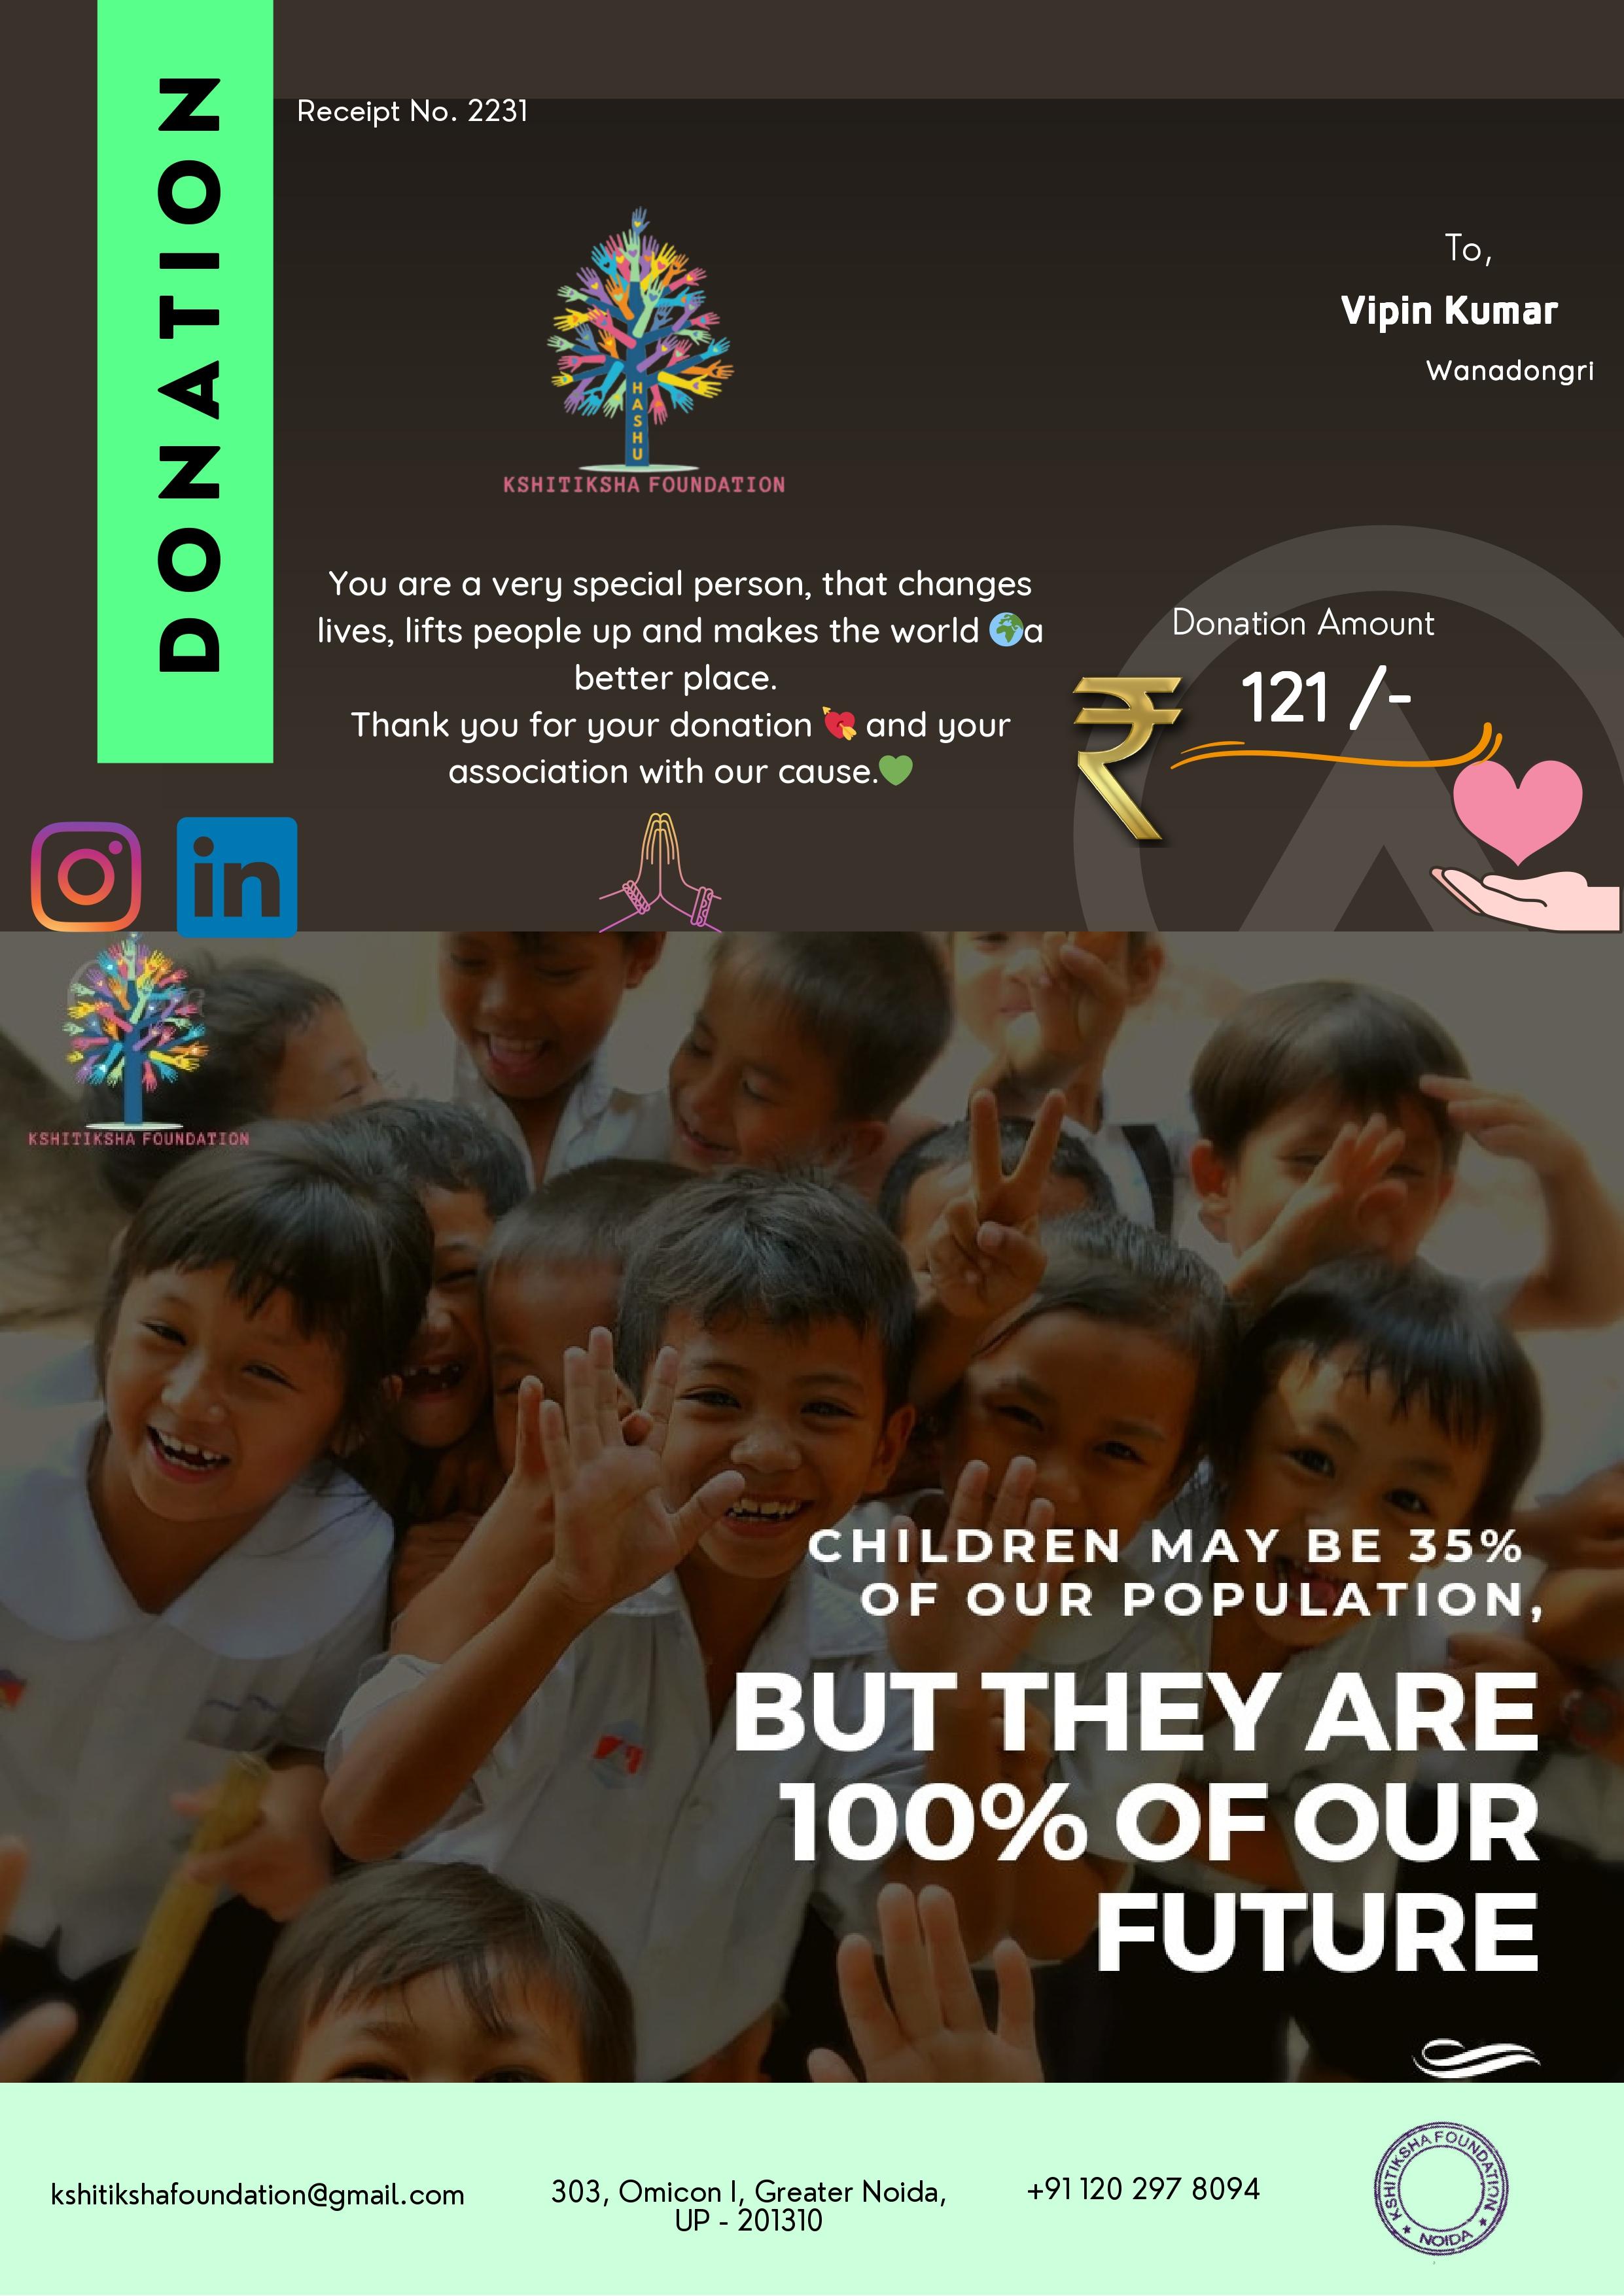 DONATION
Receipt No. 2231
To,
Vipin Kumar
Wanadongri
HASHU
KSHITIKSHA FOUNDATION
You are a very special person, that changes
lives, lifts people up and makes the world 🌍a
better place.
Thank you for your donation 💘 and your
association with our cause.💚
Donation Amount
₹ 121 /-
in
KSHITIKSHA FOUNDATION
CHILDREN MAY BE 35%
OF OUR POPULATION,
BUT THEY ARE
100% OF OUR
FUTURE
kshitikshafoundation@gmail.com
303, Omicon I, Greater Noida,
UP - 201310
+91 120 297 8094
KSHITIKSHA FOUNDATION
★ NOIDA ★